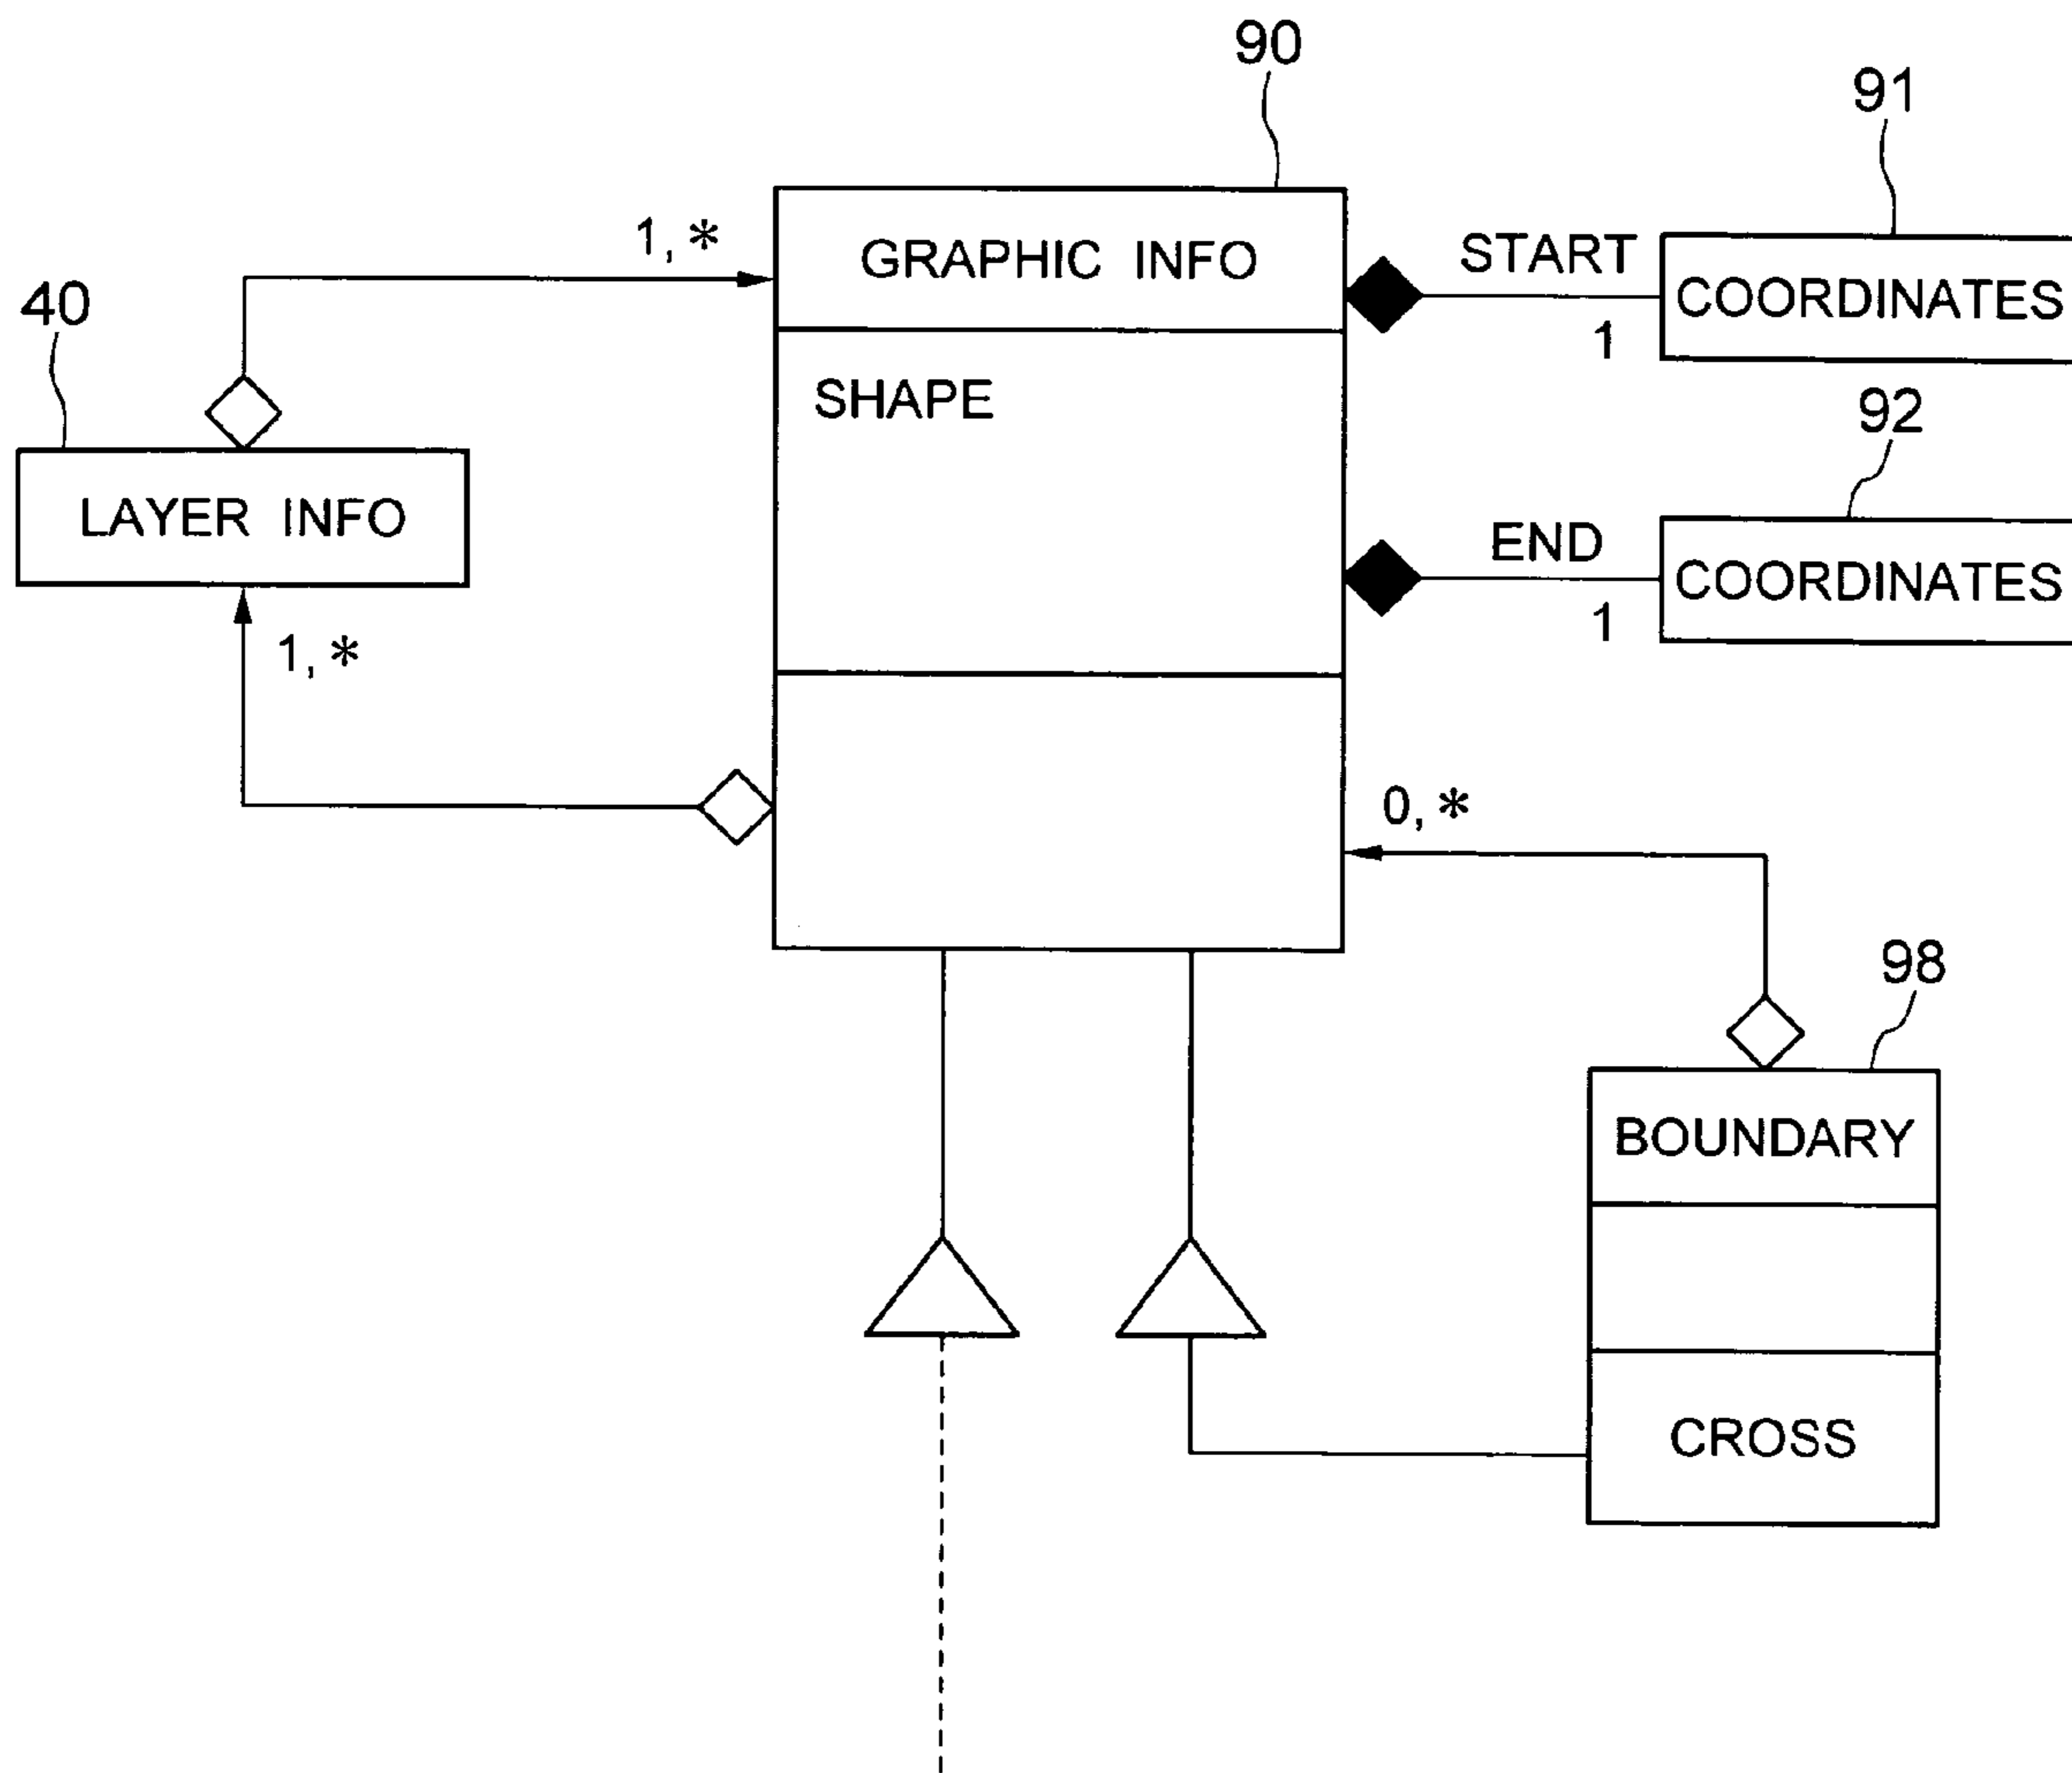 90
91
1, *
GRAPHIC INFO
START
COORDINATES
1
40
SHAPE
92
LAYER INFO
END
COORDINATES
1
1, *
0, *
98
BOUNDARY
CROSS